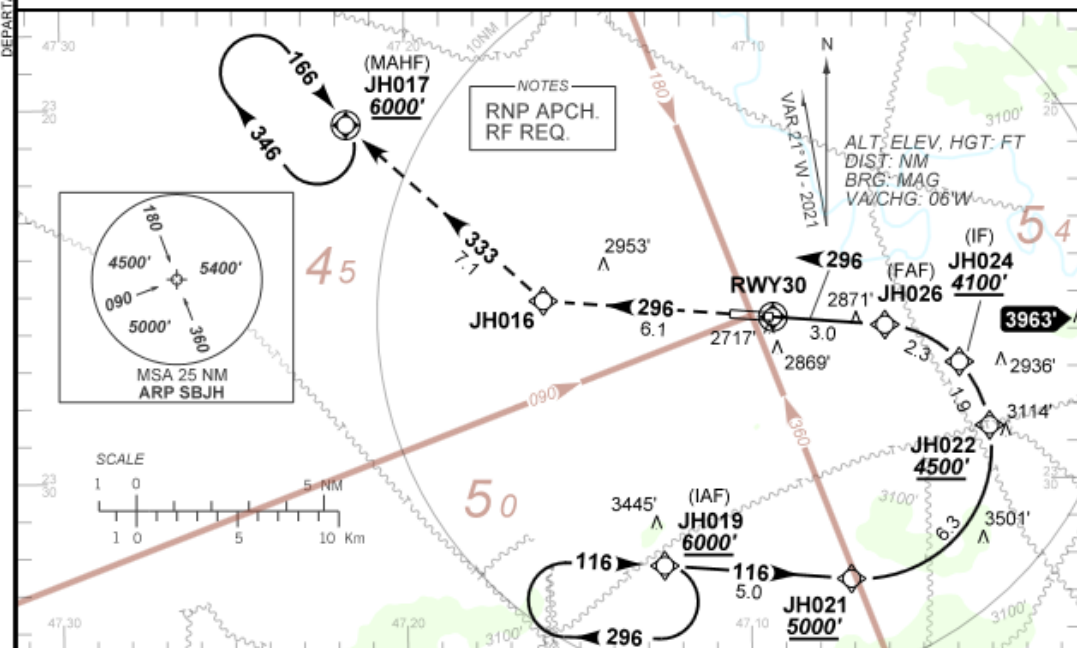 DEPART.
47 30
47 20
47 10
10NM
N
(MAHF)
JH017
6000'
166
346
23
20
NOTES
RNP APCH.
RF REQ.
180
VAR 21° W - 2021
ALT, ELEV, HGT: FT
DIST: NM
BRG: MAG
VA/CHG: 06'W
3100'
23
20
5 4
180
4500'
5400'
090
5000'
360
MSA 25 NM
ARP SBJH
4 5
333
7.1
2953'
296
(IF)
JH024
4100'
(FAF)
JH026
RWY30
2871'
3963'
JH016
296
6.1
2717'
3.0
2869'
2.3
2936'
1.9
3114'
090
360
JH022
4500'
SCALE
1 0 5 NM
1 0 5 10 Km
23
30
23
30
5 0
3445'
(IAF)
JH019
6000'
3100'
3501'
6.3
116
116
5.0
JH021
5000'
296
3100'
3100'
47 30
47 20
47 10